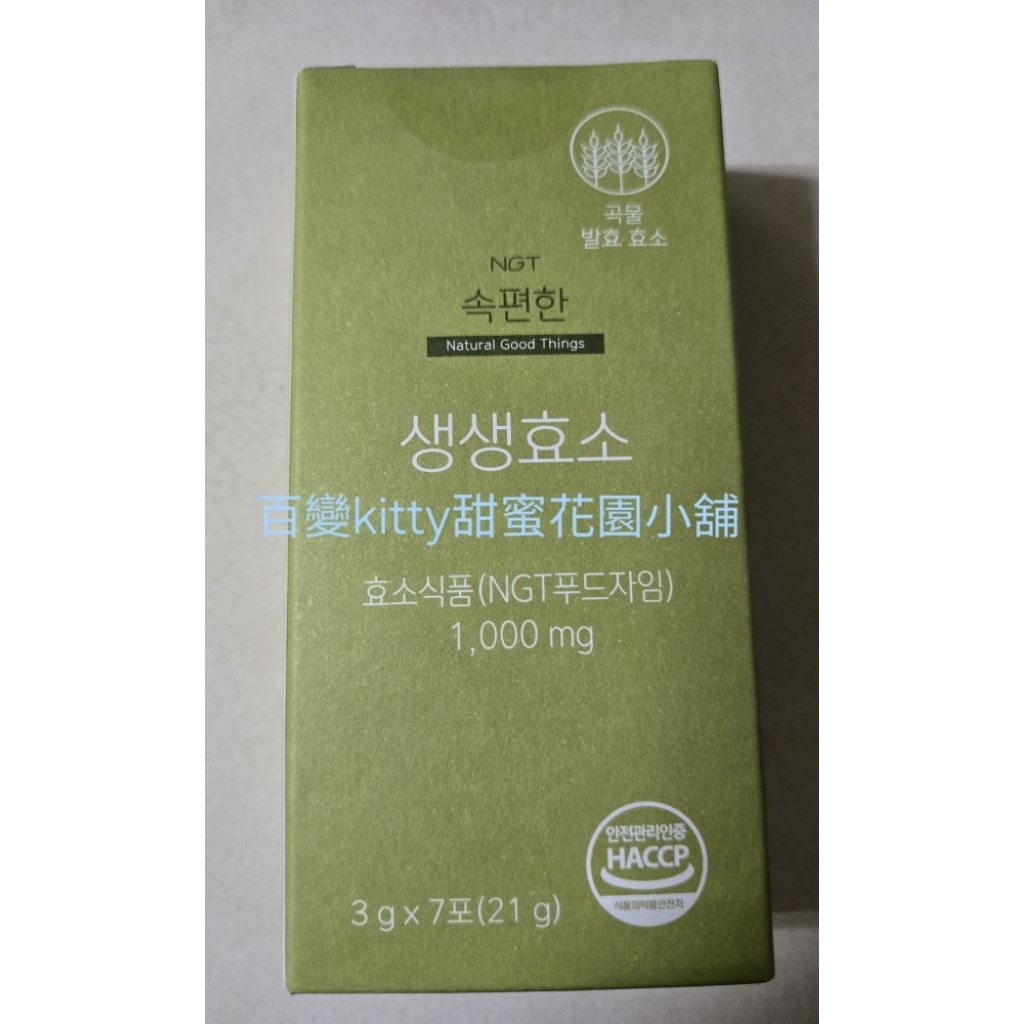 곡물
발효 효소
NGT
속편한
Natural Good Things
생생효소
百變kitty甜蜜花園小舖
효소식품(NGT푸드자임)
1,000 mg
안전관리인증
HACCP
식품의약품안전처
3 g x 7포(21 g)